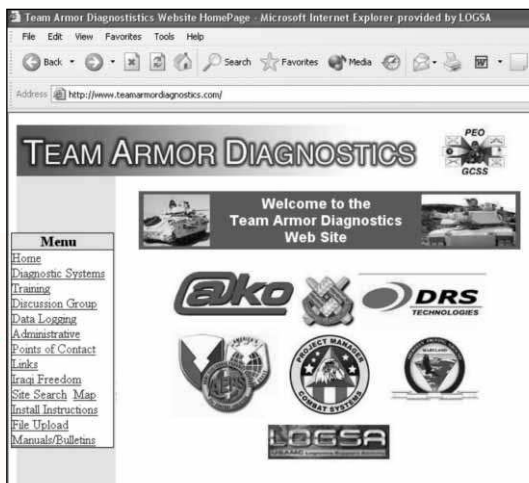 Team Armor Diagnostistics Website HomePage - Microsoft Internet Explorer provided by LOGSA
File Edit View Favorites Tools Help
Back Search Favorites Media
Address http://www.teamarmordiagnostics.com/
TEAM ARMOR DIAGNOSTICS
PEO
GCSS
Welcome to the
Team Armor Diagnostics
Web Site
Menu
Home
Diagnostic Systems
Training
Discussion Group
Data Logging
Administrative
Points of Contact
Links
Iraqi Freedom
Site Search Map
Install Instructions
File Upload
Manuals/Bulletins
@ko
DRS
TECHNOLOGIES
PROJECT MANAGER
COMBAT SYSTEMS
MARYLAND
LOGSA